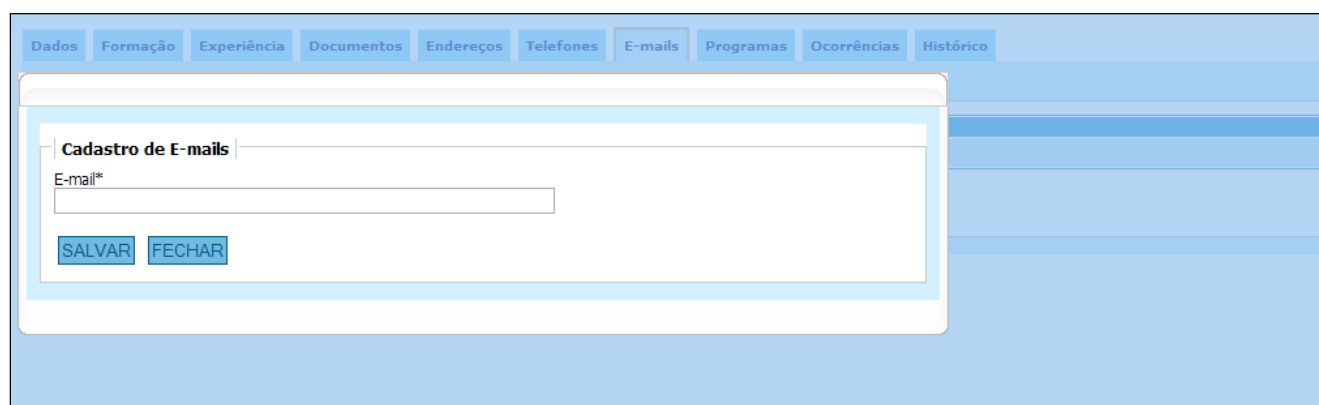 Dados Formação Experiência Documentos Endereços Telefones E-mails Programas Ocorrências Histórico
Cadastro de E-mails
E-mail*
SALVAR FECHAR